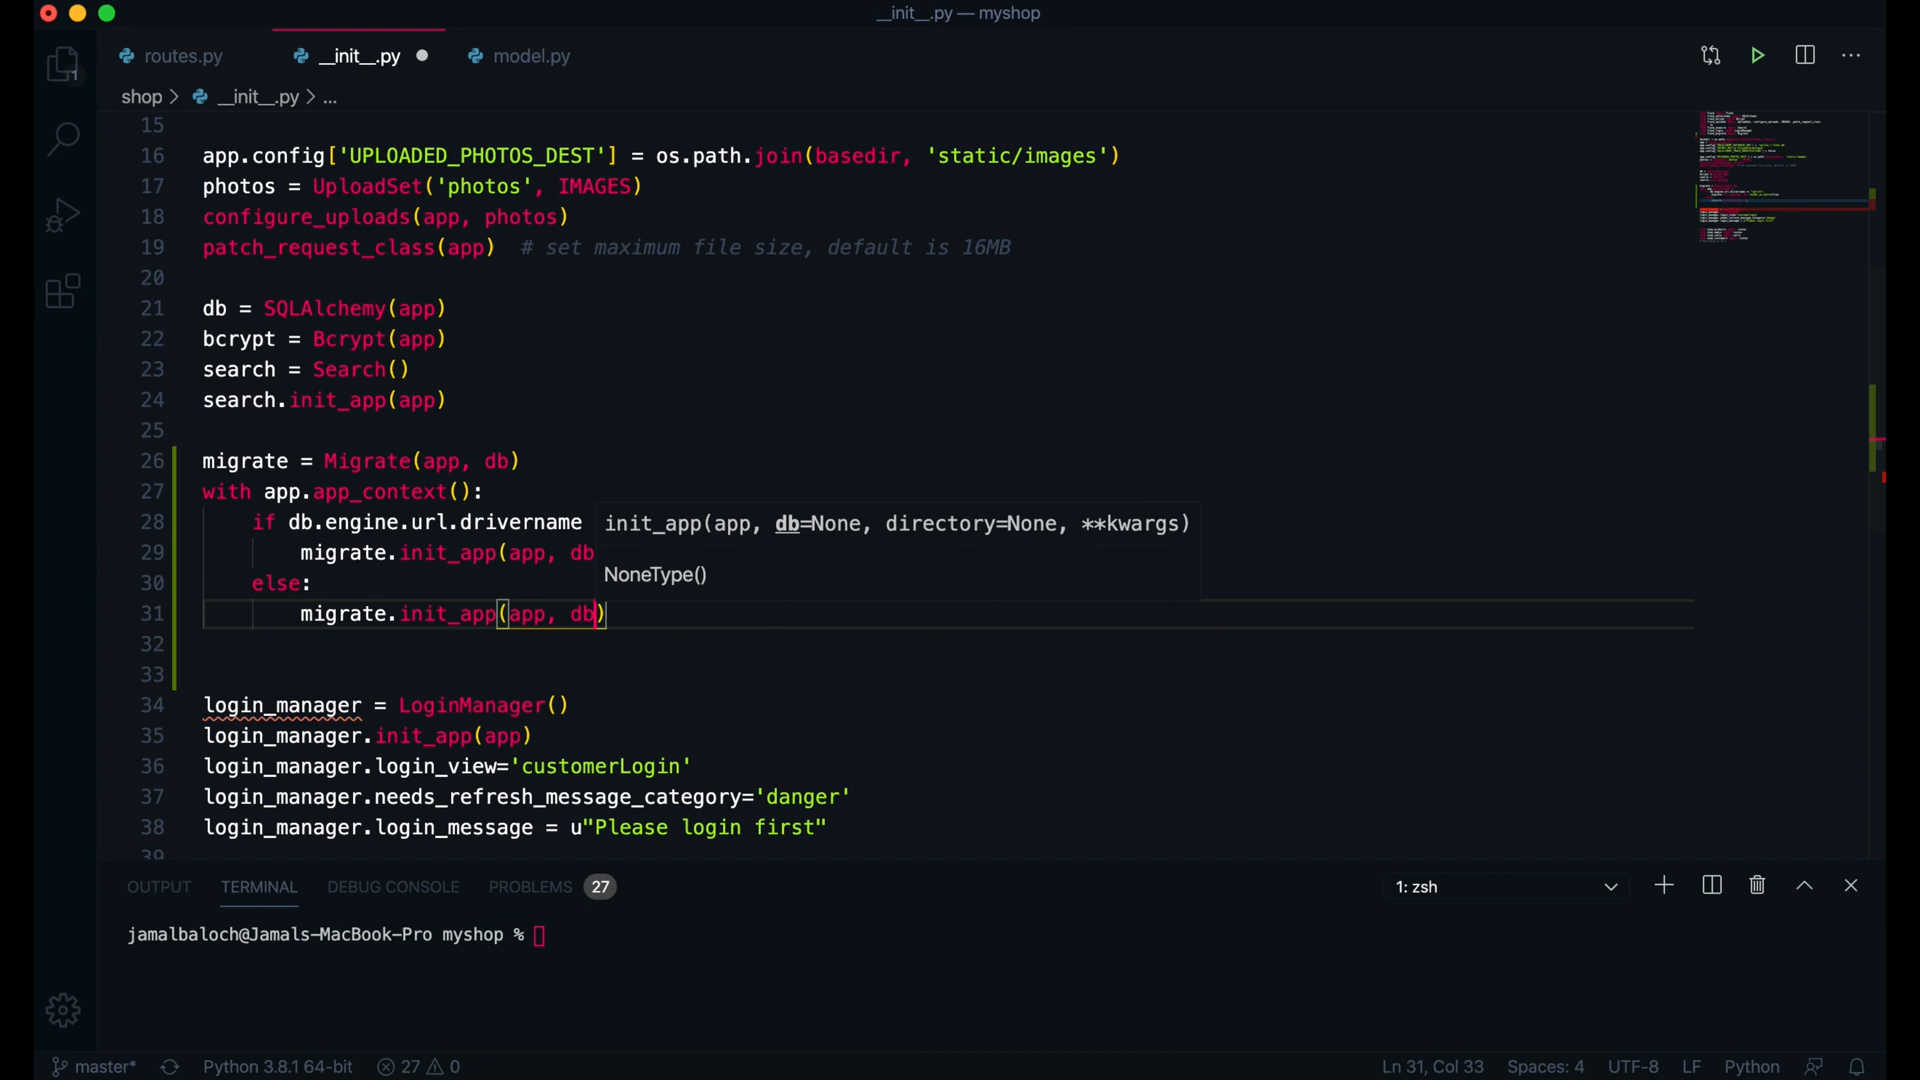 __init__.py — myshop
routes.py
__init__.py
model.py
shop > __init__.py > ...
15
16 app.config['UPLOADED_PHOTOS_DEST'] = os.path.join(basedir, 'static/images')
17 photos = UploadSet('photos', IMAGES)
18 configure_uploads(app, photos)
19 patch_request_class(app)  # set maximum file size, default is 16MB
20
21 db = SQLAlchemy(app)
22 bcrypt = Bcrypt(app)
23 search = Search()
24 search.init_app(app)
25
26 migrate = Migrate(app, db)
27 with app.app_context():
28     if db.engine.url.drivername
init_app(app, db=None, directory=None, **kwargs)
29         migrate.init_app(app, db
NoneType()
30     else:
31         migrate.init_app(app, db)
32
33
34 login_manager = LoginManager()
35 login_manager.init_app(app)
36 login_manager.login_view='customerLogin'
37 login_manager.needs_refresh_message_category='danger'
38 login_manager.login_message = u"Please login first"
39
OUTPUT TERMINAL DEBUG CONSOLE PROBLEMS 27 1: zsh
jamalbaloch@Jamals-MacBook-Pro myshop %
master* Python 3.8.1 64-bit 27 0 Ln 31, Col 33 Spaces: 4 UTF-8 LF Python